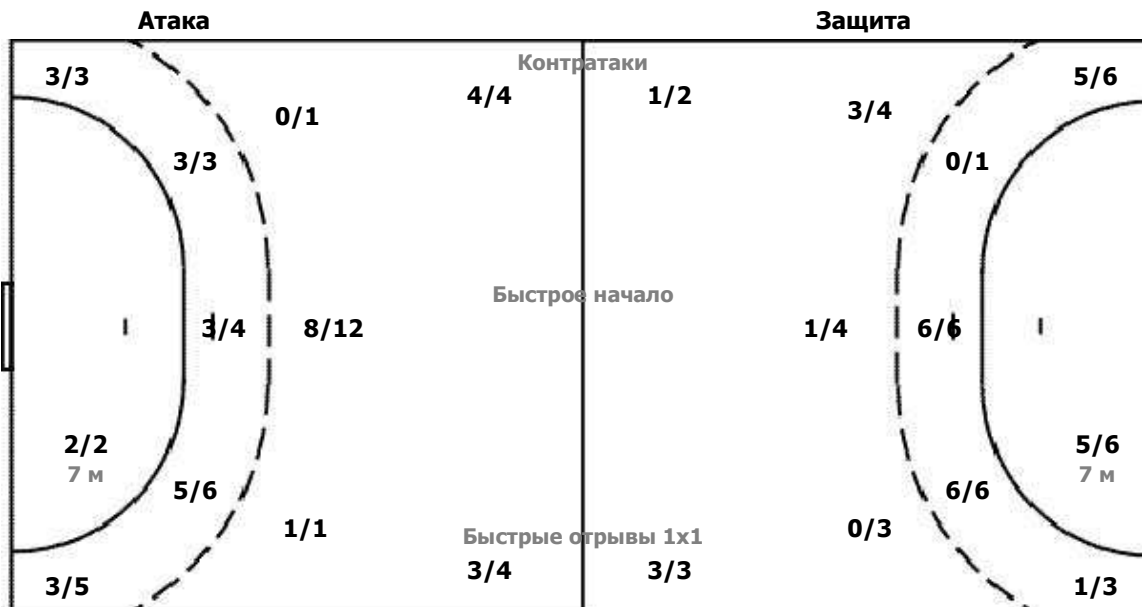 Атака Защита
Контратаки
3/3 4/4 1/2 5/6
0/1 3/4
3/3 0/1
Быстрое начало
3/4 8/12 1/4 6/6
2/2 5/6
7 м 7 м
5/6 6/6
1/1 0/3
Быстрые отрывы 1х1
3/5 3/4 3/3 1/3